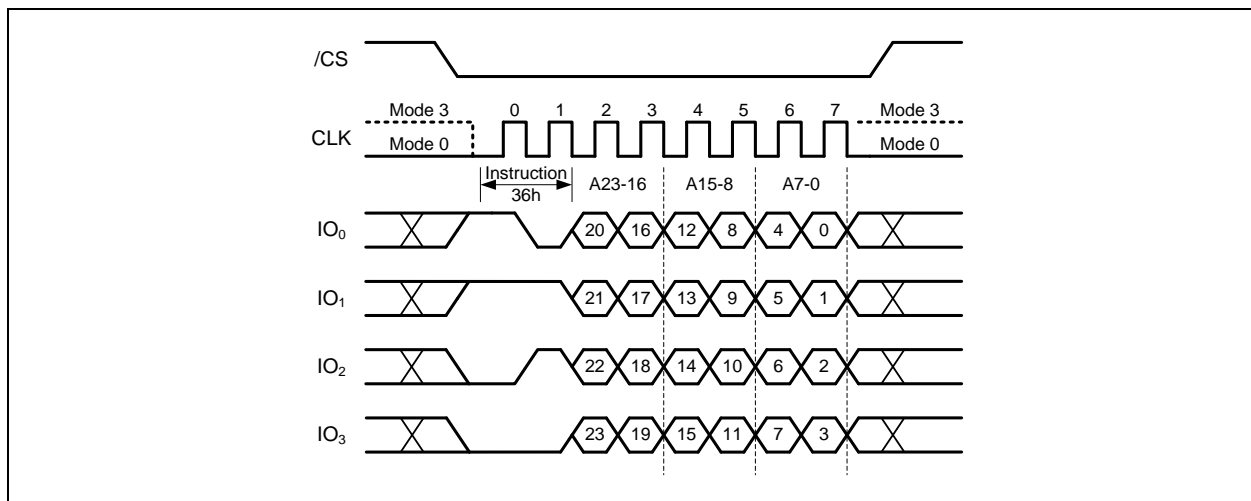 /CS
Mode 3 0 1 2 3 4 5 6 7 Mode 3
CLK
Mode 0 Mode 0
Instruction
36h
A23-16 A15-8 A7-0
IO₀ 20 16 12 8 4 0
IO₁ 21 17 13 9 5 1
IO₂ 22 18 14 10 6 2
IO₃ 23 19 15 11 7 3